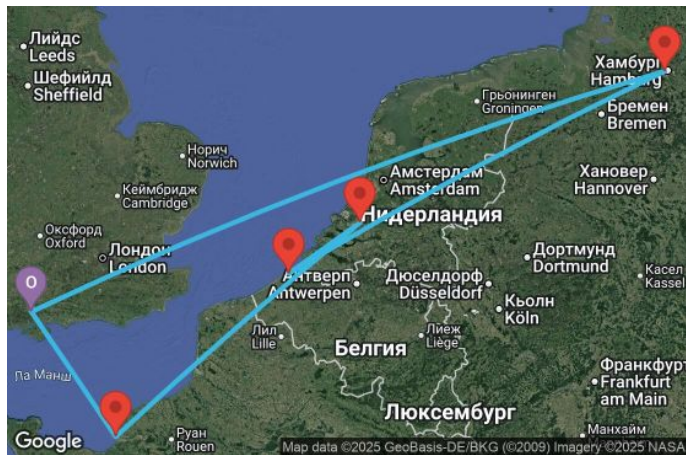 Лийдс
Leeds
Шефийлд
Sheffield
Хамбург
Hamburg
Грьонинген
Groningen
Бремен
Bremen
Норич
Norwich
Амстердам
Amsterdam
Хановер
Hannover
Кеймбридж
Cambridge
Нидерландия
Оксфорд
Oxford
Лондон
London
Дортмунд
Dortmund
O
Антверп
Antwerpen
Дюселдорф
Düsseldorf
Касел
Kassel
Кьолн
Köln
Лил
Lille
Лиеж
Liège
Белгия
Ла Манш
Франкфурт
Frankfurt
am Main
Люксембург
Руан
Rouen
Манхайм
Google
Map data ©2025 GeoBasis-DE/BKG (©2009) Imagery ©2025 NASA